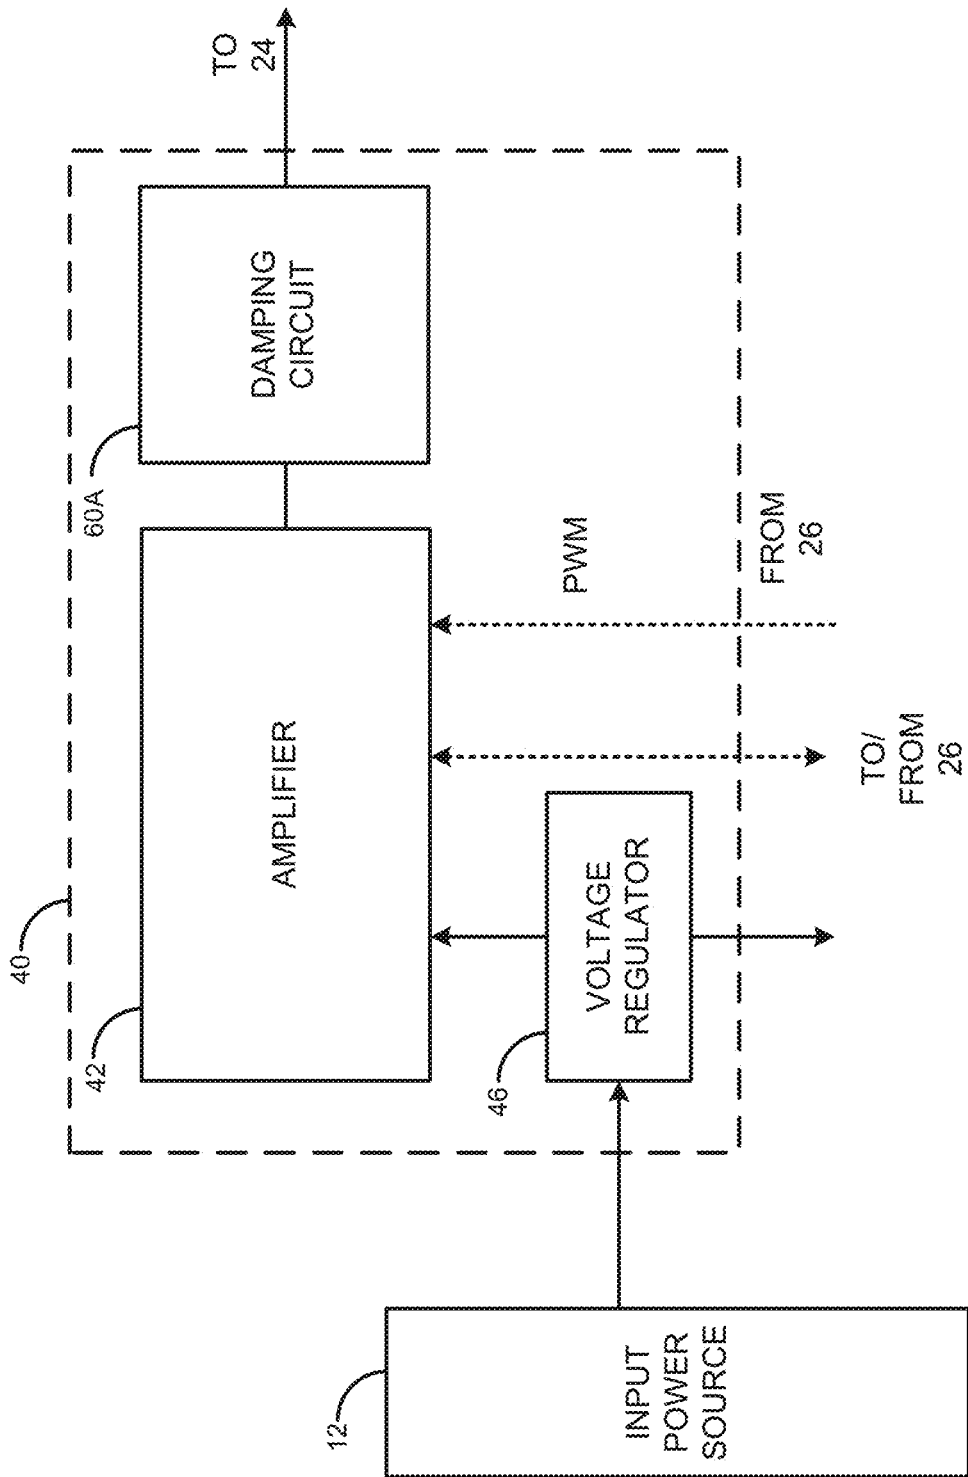 TO
24
DAMPING
CIRCUIT
60A
PWM
FROM
26
AMPLIFIER
40
42
TO/
FROM
26
VOLTAGE
REGULATOR
46
INPUT
POWER
SOURCE
12